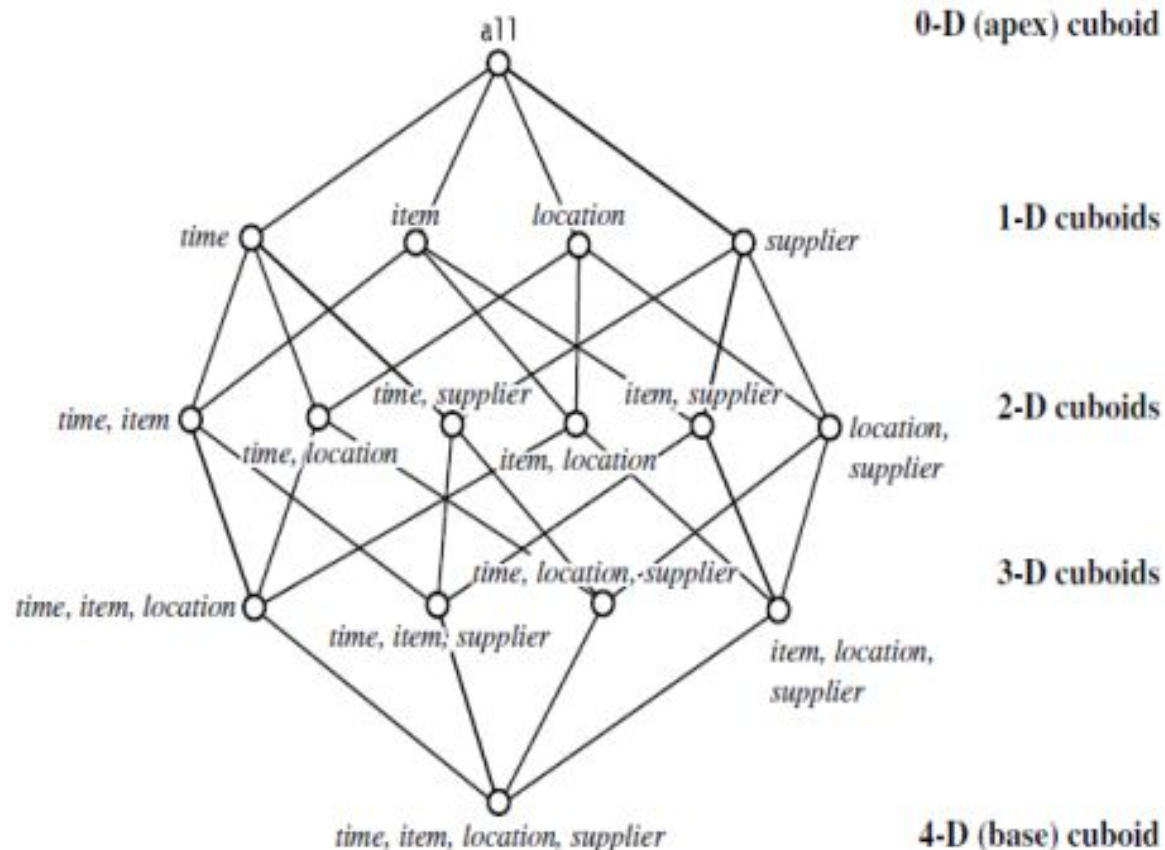 all
0-D (apex) cuboid
time
item
location
supplier
1-D cuboids
time, item
time, location
time, supplier
item, location
item, supplier
location,
supplier
2-D cuboids
time, item, location
time, item, supplier
time, location, supplier
item, location,
supplier
3-D cuboids
time, item, location, supplier
4-D (base) cuboid